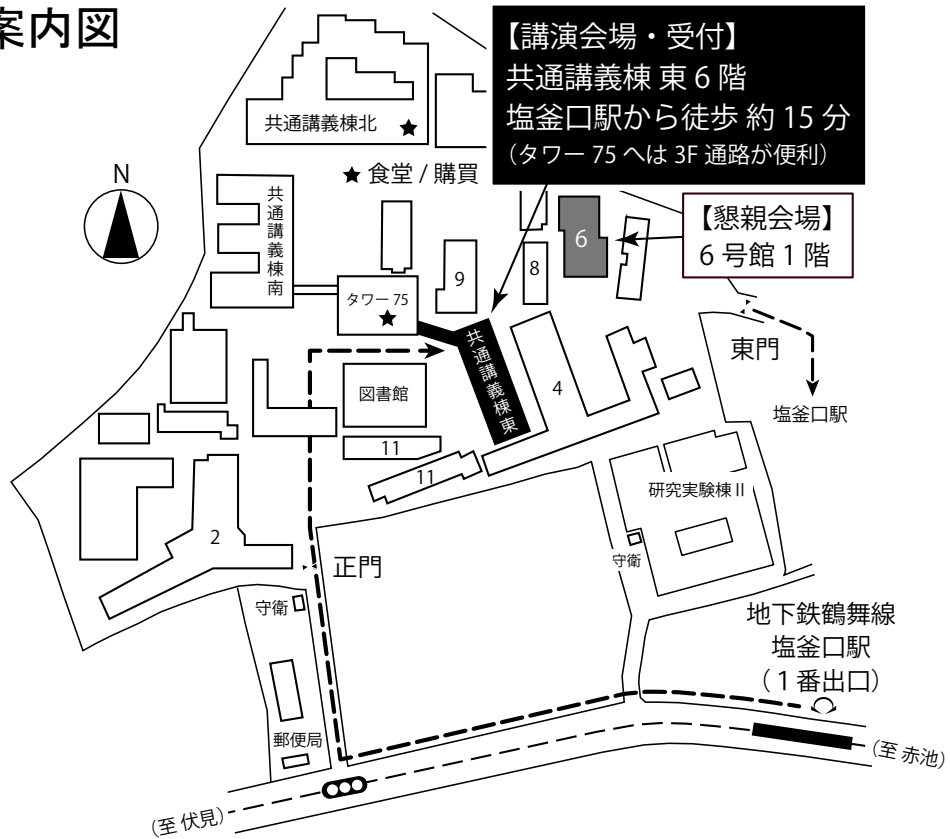 案内図
【講演会場・受付】
共通講義棟 東 6 階
塩釜口駅から徒歩 約 15 分
（タワー 75 へは 3F 通路が便利）
共通講義棟北 ★
★ 食堂 / 購買
N
共通講義棟南
【懇親会場】
6 号館 1 階
6
9
8
タワー 75
★
共通講義棟東
東門
塩釜口駅
図書館
4
11
11
研究実験棟 II
2
正門
守衛
守衛
地下鉄鶴舞線
塩釜口駅
（1 番出口）
郵便局
（至 赤池）
（至 伏見）